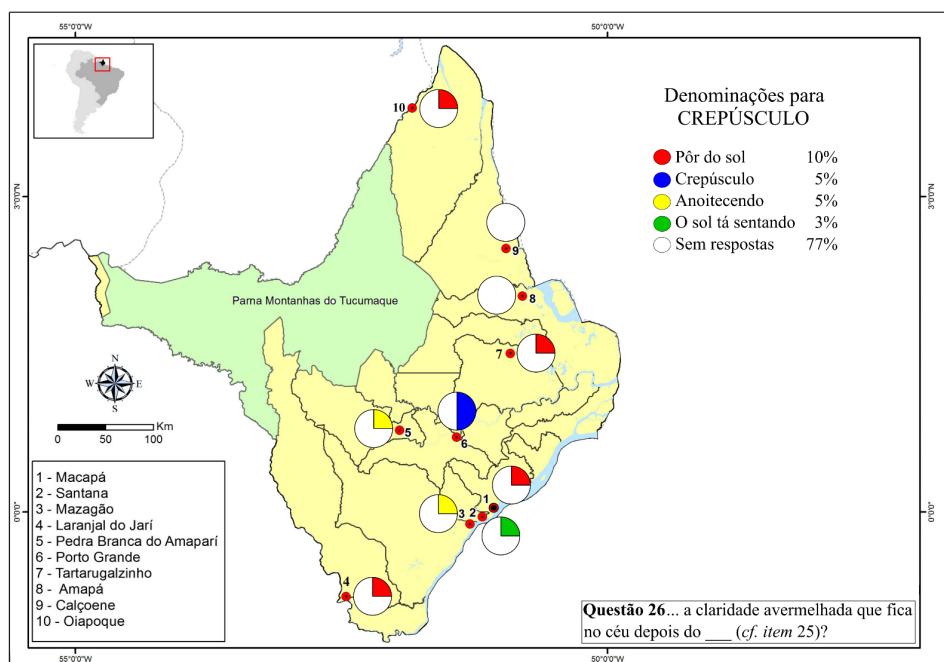 55°0'0"W
50°0'0"W
Denominações para
CREPÚSCULO
Pôr do sol 10%
Crepúsculo 5%
Anoitecendo 5%
O sol tá sentando 3%
Sem respostas 77%
3°0'0"N
3°0'0"N
10
9
8
Parna Montanhas do Tucumaque
7
N
W E
S
5
6
0 50 100 Km
1
2
3
0°0'0"
0°0'0"
4
1 - Macapá
2 - Santana
3 - Mazagão
4 - Laranjal do Jarí
5 - Pedra Branca do Amaparí
6 - Porto Grande
7 - Tartarugalzinho
8 - Amapá
9 - Calçoene
10 - Oiapoque
Questão 26... a claridade avermelhada que fica
no céu depois do ___ (cf. item 25)?
55°0'0"W
50°0'0"W